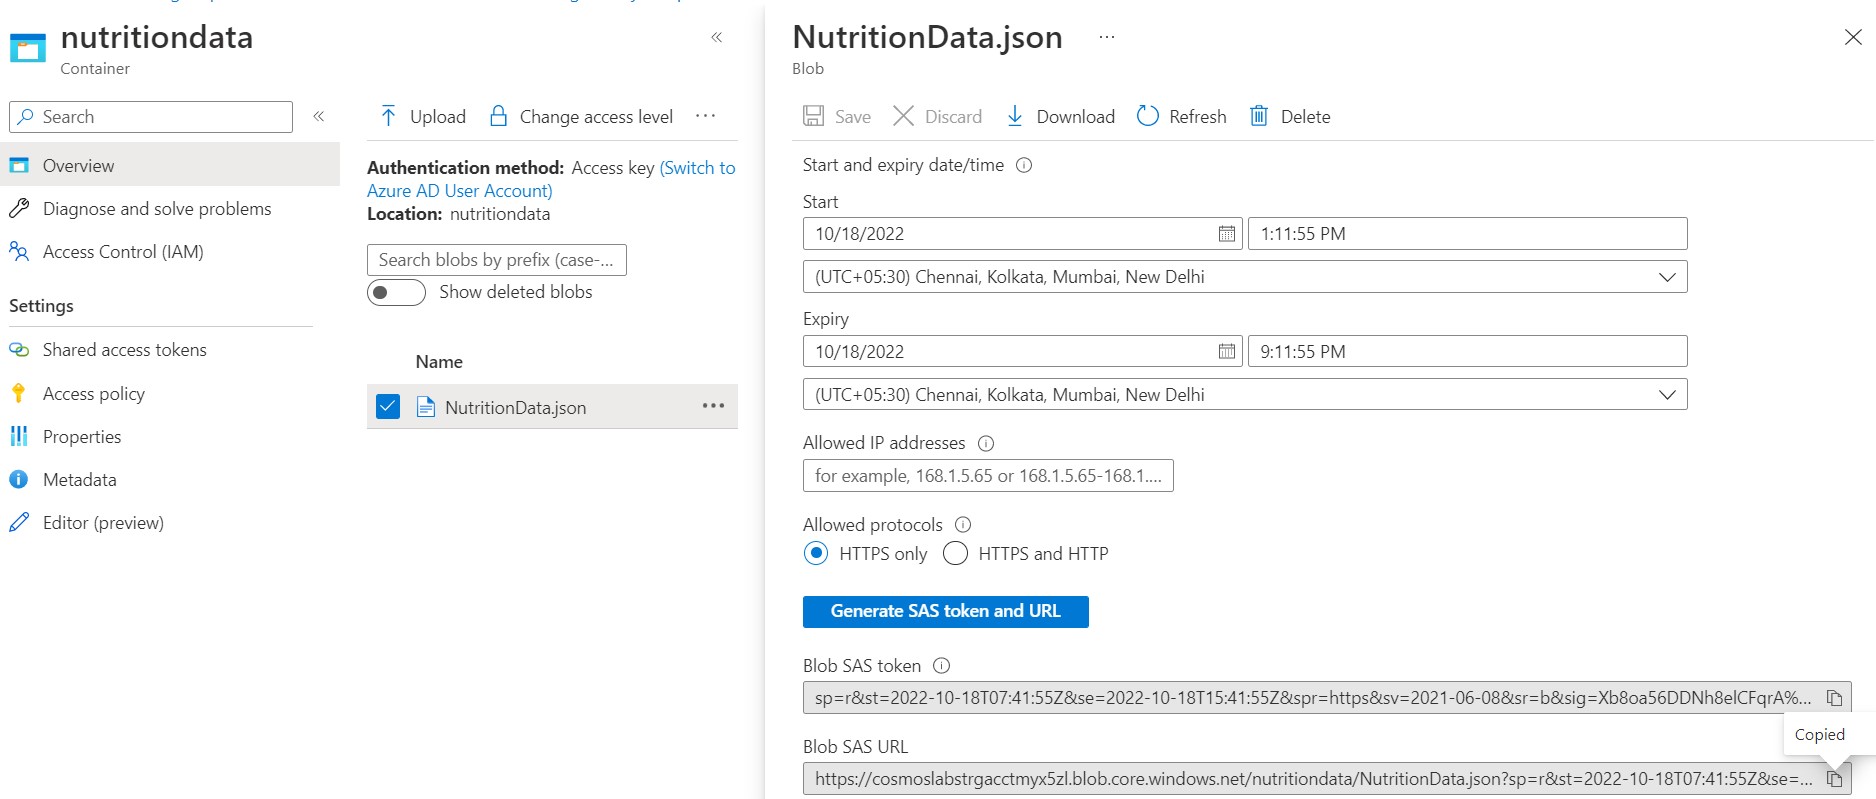 nutritiondata
Container
Search
Overview
Diagnose and solve problems
Access Control (IAM)
Settings
Shared access tokens
Access policy
Properties
Metadata
Editor (preview)
Upload
Change access level
Authentication method: Access key (Switch to
Azure AD User Account)
Location: nutritiondata
Search blobs by prefix (case-...
Show deleted blobs
Name
NutritionData.json
NutritionData.json
Blob
Save
Discard
Download
Refresh
Delete
Start and expiry date/time
Start
10/18/2022
1:11:55 PM
(UTC+05:30) Chennai, Kolkata, Mumbai, New Delhi
Expiry
10/18/2022
9:11:55 PM
(UTC+05:30) Chennai, Kolkata, Mumbai, New Delhi
Allowed IP addresses
for example, 168.1.5.65 or 168.1.5.65-168.1....
Allowed protocols
HTTPS only
HTTPS and HTTP
Generate SAS token and URL
Blob SAS token
sp=r&st=2022-10-18T07:41:55Z&se=2022-10-18T15:41:55Z&spr=https&sv=2021-06-08&sr=b&sig=Xb8oa56DDNh8elCFqrA%...
Copied
Blob SAS URL
https://cosmoslabstrgacctmyx5zl.blob.core.windows.net/nutritiondata/NutritionData.json?sp=r&st=2022-10-18T07:41:55Z&se=...